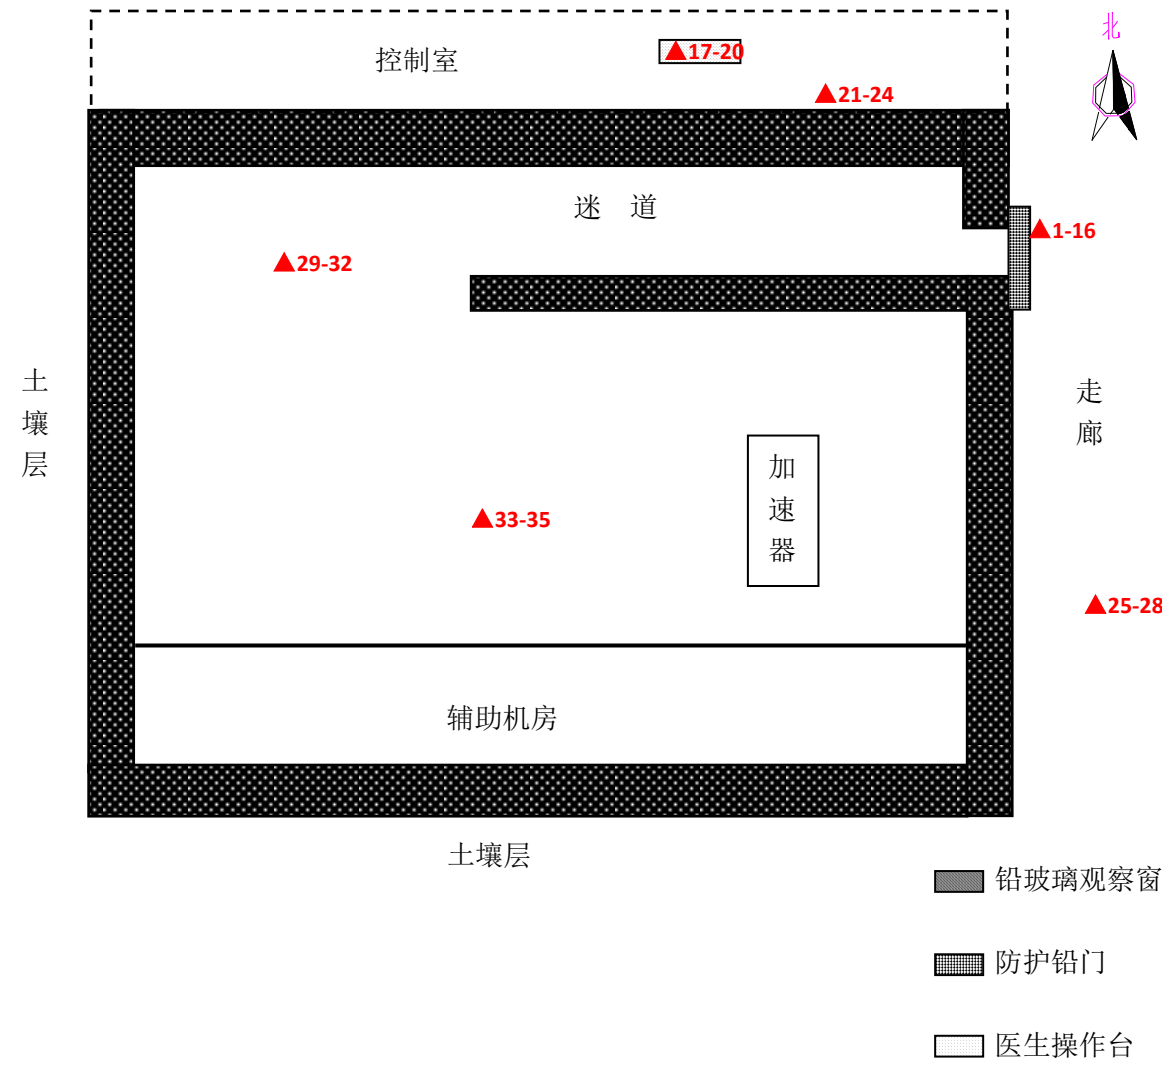 北
控制室
▲17-20
▲21-24
迷 道
▲1-16
▲29-32
土壤层
走廊
加速器
▲33-35
▲25-28
辅助机房
土壤层
铅玻璃观察窗
防护铅门
医生操作台